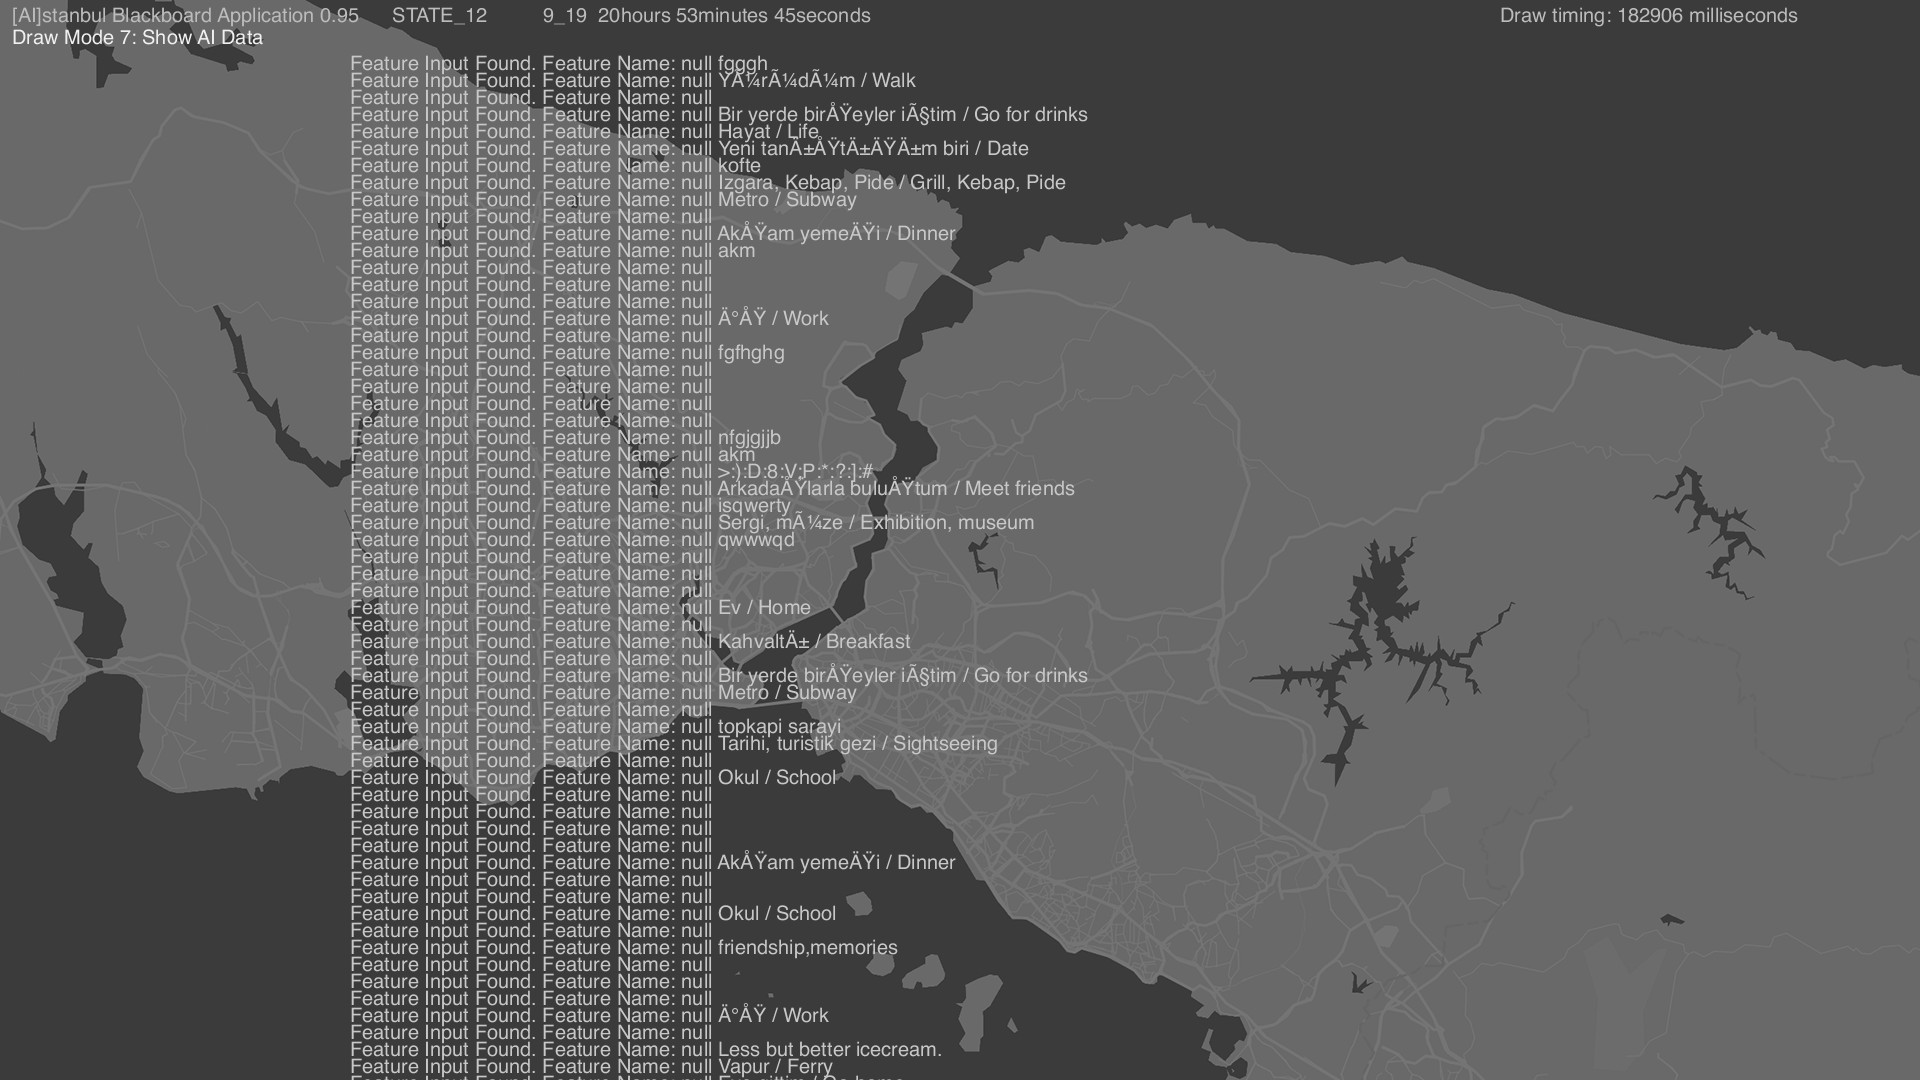 [AI]stanbul Blackboard Application 0.95 STATE_12 9_19 20hours 53minutes 45seconds Draw timing: 182906 milliseconds
Draw Mode 7: Show AI Data
Feature Input Found. Feature Name: null fgggh
Feature Input Found. Feature Name: null YÃ¼rÃ¼dÃ¼m / Walk
Feature Input Found. Feature Name: null
Feature Input Found. Feature Name: null Bir yerde birÅŸeyler iÃ§tim / Go for drinks
Feature Input Found. Feature Name: null Hayat / Life
Feature Input Found. Feature Name: null Yeni tanÄ±ÅŸtÄ±ÄŸÄ±m biri / Date
Feature Input Found. Feature Name: null kofte
Feature Input Found. Feature Name: null Izgara, Kebap, Pide / Grill, Kebap, Pide
Feature Input Found. Feature Name: null Metro / Subway
Feature Input Found. Feature Name: null
Feature Input Found. Feature Name: null AkÅŸam yemeÄŸi / Dinner
Feature Input Found. Feature Name: null akm
Feature Input Found. Feature Name: null
Feature Input Found. Feature Name: null
Feature Input Found. Feature Name: null
Feature Input Found. Feature Name: null Ä°ÅŸ / Work
Feature Input Found. Feature Name: null
Feature Input Found. Feature Name: null fgfhghg
Feature Input Found. Feature Name: null
Feature Input Found. Feature Name: null
Feature Input Found. Feature Name: null
Feature Input Found. Feature Name: null
Feature Input Found. Feature Name: null nfgjgjjb
Feature Input Found. Feature Name: null akm
Feature Input Found. Feature Name: null >:):D:8:V:P:*:?:]:#
Feature Input Found. Feature Name: null ArkadaÅŸlarla buluÅŸtum / Meet friends
Feature Input Found. Feature Name: null isqwerty
Feature Input Found. Feature Name: null Sergi, mÃ¼ze / Exhibition, museum
Feature Input Found. Feature Name: null qwwwqd
Feature Input Found. Feature Name: null
Feature Input Found. Feature Name: null
Feature Input Found. Feature Name: null
Feature Input Found. Feature Name: null Ev / Home
Feature Input Found. Feature Name: null
Feature Input Found. Feature Name: null KahvaltÄ± / Breakfast
Feature Input Found. Feature Name: null
Feature Input Found. Feature Name: null Bir yerde birÅŸeyler iÃ§tim / Go for drinks
Feature Input Found. Feature Name: null Metro / Subway
Feature Input Found. Feature Name: null
Feature Input Found. Feature Name: null topkapi sarayi
Feature Input Found. Feature Name: null Tarihi, turistik gezi / Sightseeing
Feature Input Found. Feature Name: null
Feature Input Found. Feature Name: null Okul / School
Feature Input Found. Feature Name: null
Feature Input Found. Feature Name: null
Feature Input Found. Feature Name: null
Feature Input Found. Feature Name: null
Feature Input Found. Feature Name: null AkÅŸam yemeÄŸi / Dinner
Feature Input Found. Feature Name: null
Feature Input Found. Feature Name: null
Feature Input Found. Feature Name: null Okul / School
Feature Input Found. Feature Name: null
Feature Input Found. Feature Name: null friendship,memories
Feature Input Found. Feature Name: null
Feature Input Found. Feature Name: null
Feature Input Found. Feature Name: null
Feature Input Found. Feature Name: null Ä°ÅŸ / Work
Feature Input Found. Feature Name: null
Feature Input Found. Feature Name: null Less but better icecream.
Feature Input Found. Feature Name: null Vapur / Ferry